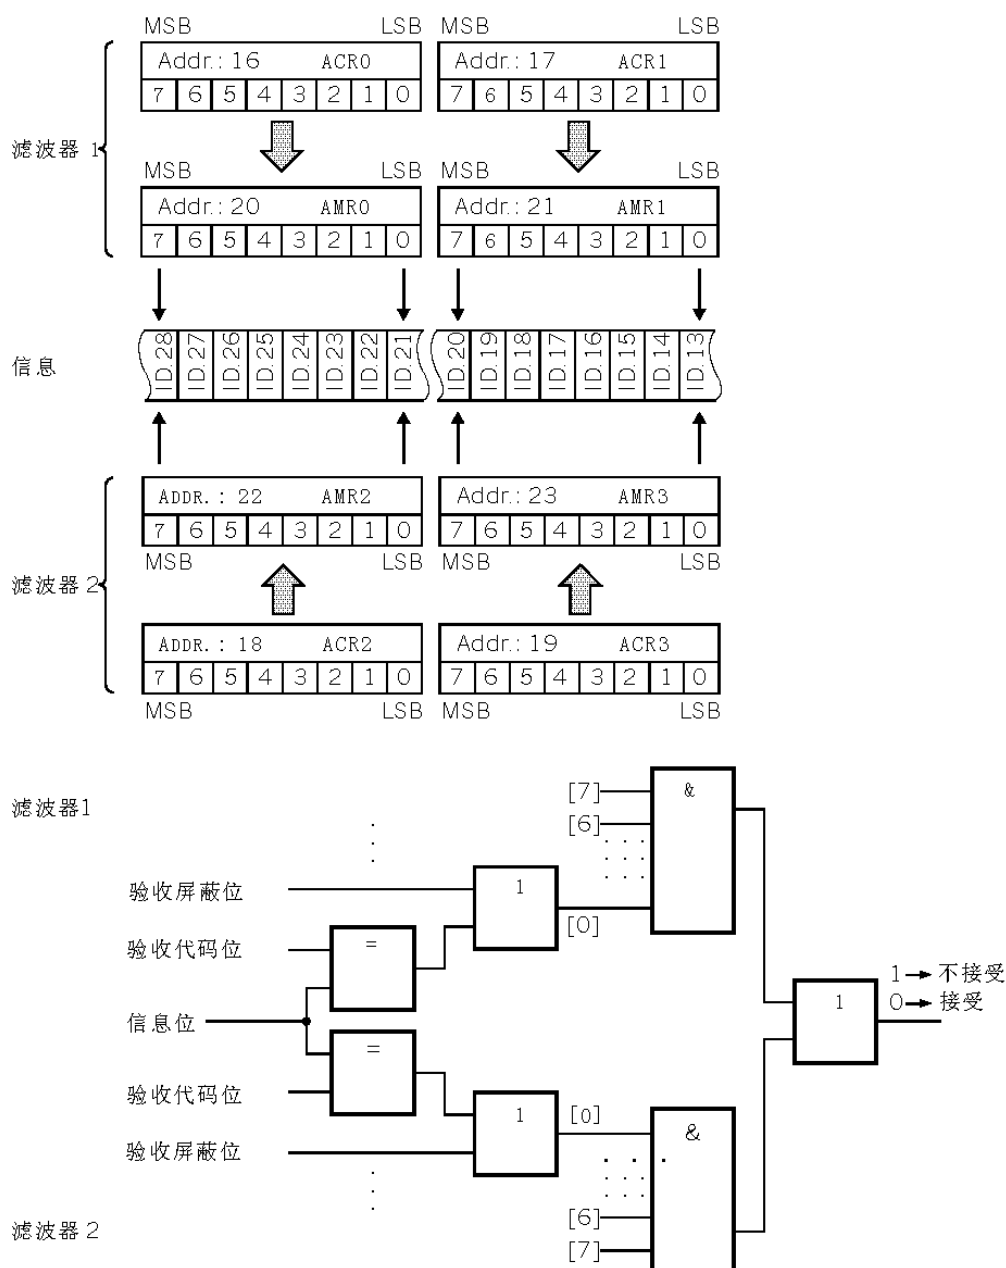 MSB LSB MSB LSB
Addr.: 16 ACR0 Addr.: 17 ACR1
7 6 5 4 3 2 1 0 7 6 5 4 3 2 1 0
滤波器 1
MSB LSB MSB LSB
Addr.: 20 AMR0 Addr.: 21 AMR1
7 6 5 4 3 2 1 0 7 6 5 4 3 2 1 0
信息
ID.28 ID.27 ID.26 ID.25 ID.24 ID.23 ID.22 ID.21 ID.20 ID.19 ID.18 ID.17 ID.16 ID.15 ID.14 ID.13
ADDR.: 22 AMR2 Addr.: 23 AMR3
7 6 5 4 3 2 1 0 7 6 5 4 3 2 1 0
MSB LSB MSB LSB
滤波器 2
ADDR.: 18 ACR2 Addr.: 19 ACR3
7 6 5 4 3 2 1 0 7 6 5 4 3 2 1 0
MSB LSB MSB LSB
滤波器1
[7] &
[6]
验收屏蔽位 1
[0]
验收代码位 =
1 → 不接受
0 → 接受
信息位 1
=
验收代码位
1 [0] &
验收屏蔽位
[6]
滤波器 2
[7]